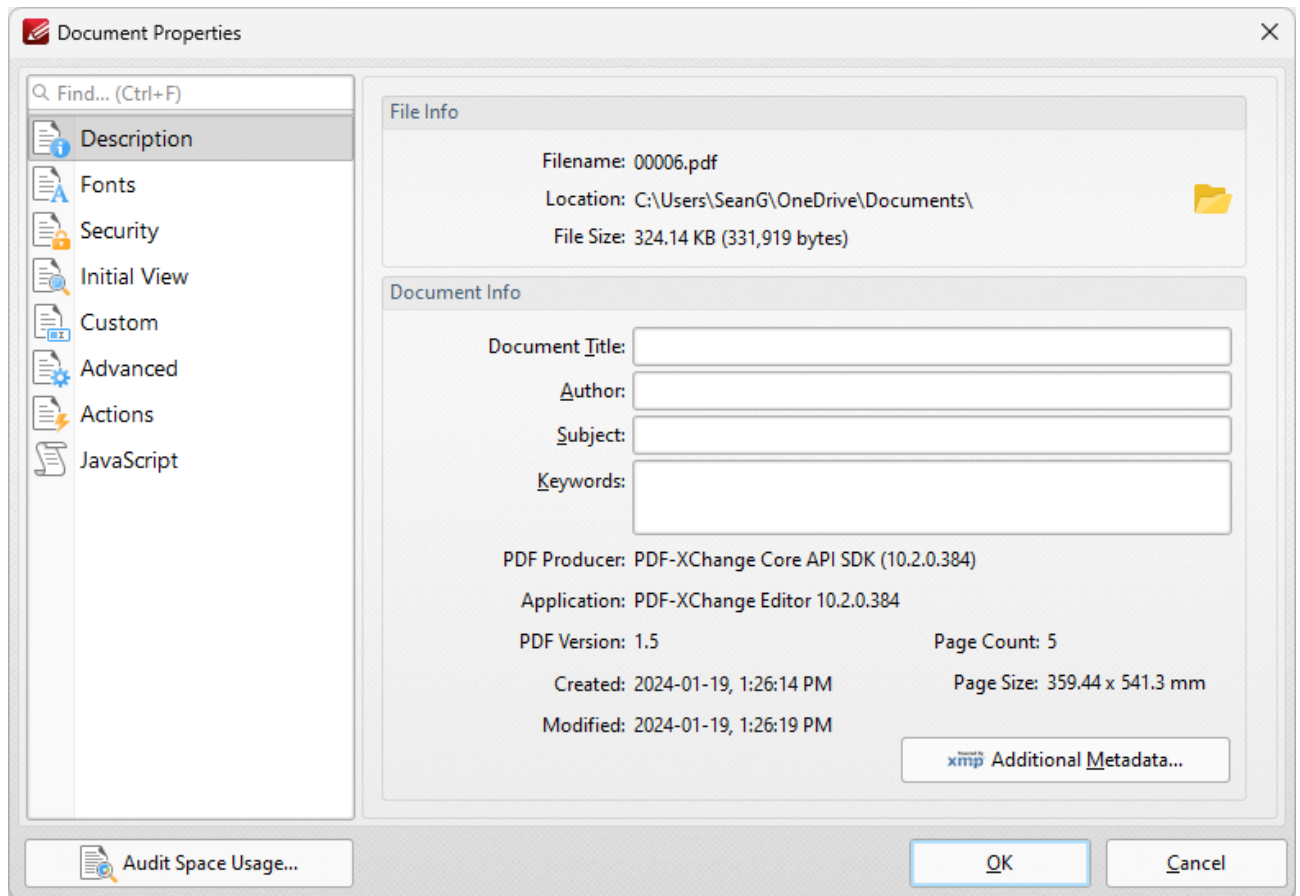 Document Properties
Find... (Ctrl+F)
Description
Fonts
Security
Initial View
Custom
Advanced
Actions
JavaScript
File Info
Filename: 00006.pdf
Location: C:\Users\SeanG\OneDrive\Documents\
File Size: 324.14 KB (331,919 bytes)
Document Info
Document Title:
Author:
Subject:
Keywords:
PDF Producer: PDF-XChange Core API SDK (10.2.0.384)
Application: PDF-XChange Editor 10.2.0.384
PDF Version: 1.5 Page Count: 5
Created: 2024-01-19, 1:26:14 PM Page Size: 359.44 x 541.3 mm
Modified: 2024-01-19, 1:26:19 PM
xmp Additional Metadata...
Audit Space Usage... OK Cancel